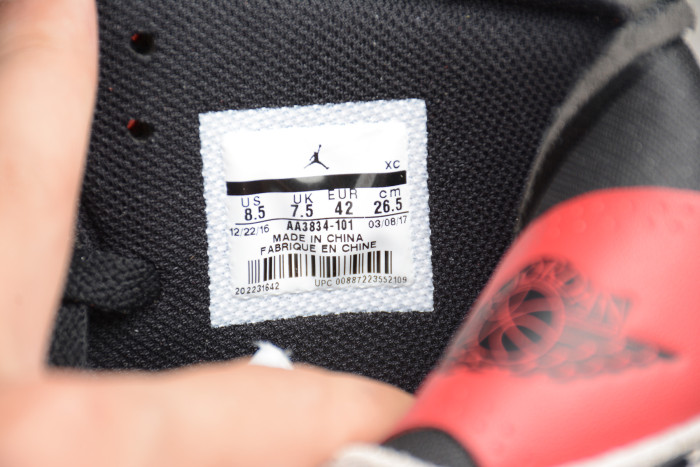 XC
US UK EUR cm
8.5 7.5 42 26.5
12/22/16 AA3834-101 03/08/17
MADE IN CHINA
FABRIQUE EN CHINE
202231642 UPC 00887223552109